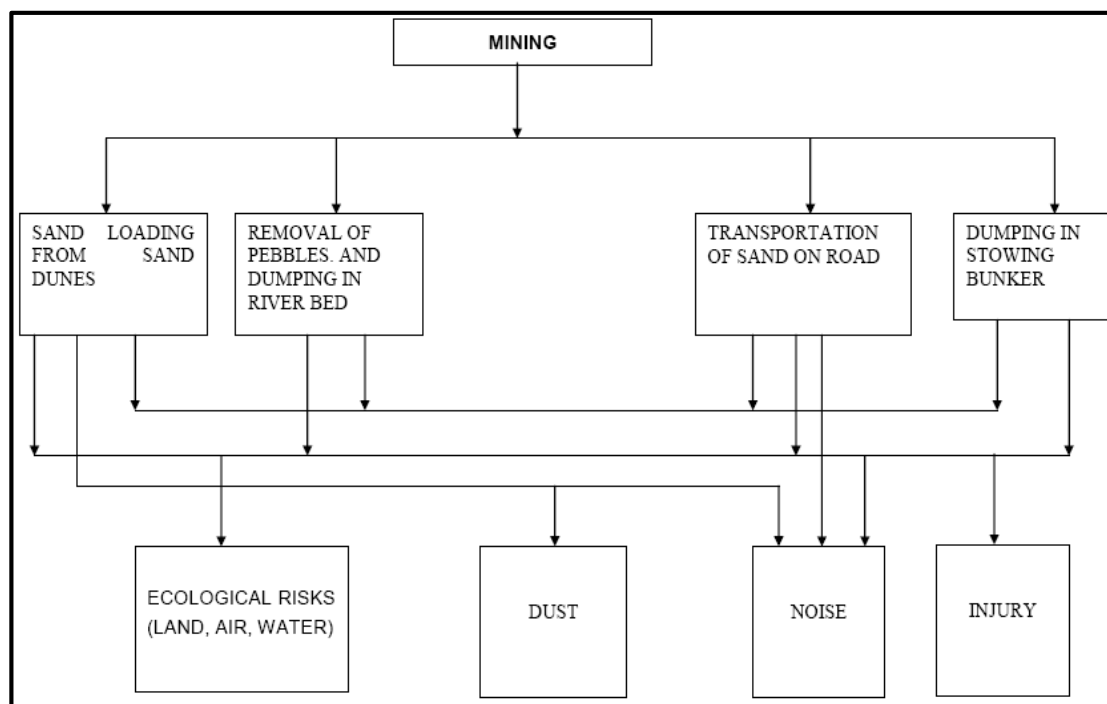 MINING
SAND LOADING
FROM SAND
DUNES
REMOVAL OF
PEBBLES. AND
DUMPING IN
RIVER BED
TRANSPORTATION
OF SAND ON ROAD
DUMPING IN
STOWING
BUNKER
ECOLOGICAL RISKS
(LAND, AIR, WATER)
DUST
NOISE
INJURY